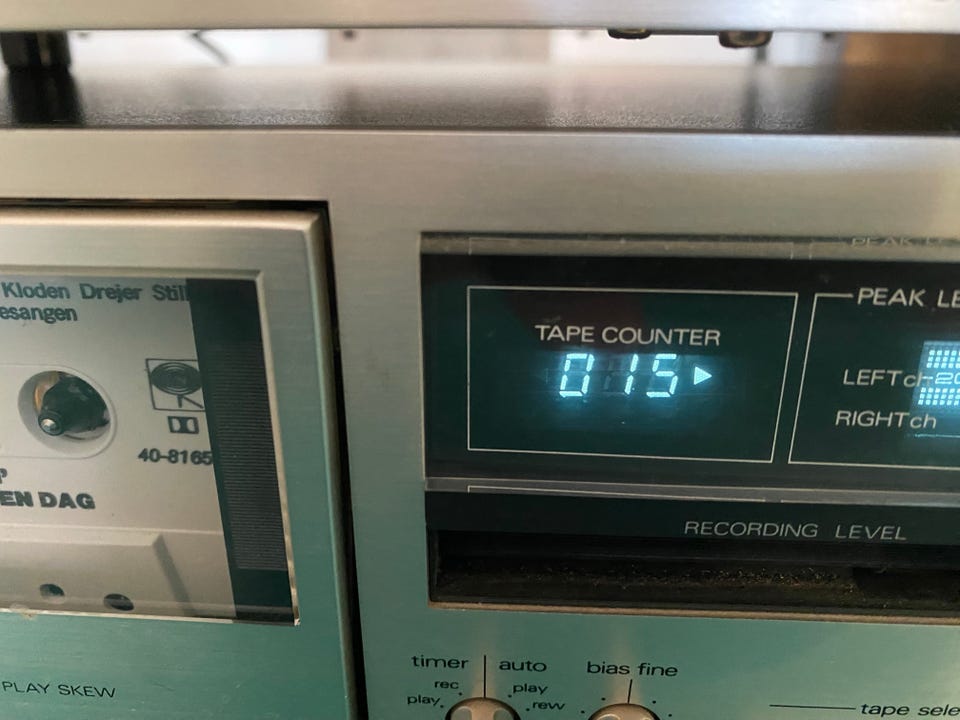 Kloden Drejer Stil
esangen
40-8165
P
EN DAG
PLAY SKEW
TAPE COUNTER
015
PEAK LE
LEFTch-20
RIGHTch
RECORDING LEVEL
timer auto
rec play
play rew
bias fine
tape sele